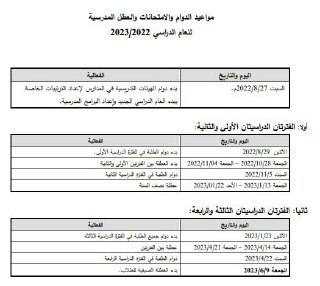 مواعيد الدوام والامتحانات والعطل المدرسية
للعام الدراسي 2023/2022
اليوم والتاريخ الفعالية
السبت 2022/8/27م. بدء دوام الهيئات التدريسية في المدارس لإعداد الترتيبات الخاصة
ببدء العام الدراسي الجديد وإعداد البرامج المدرسية.
أولا: الفترتان الدراسيتان الأولى والثانية:
اليوم والتاريخ الفعالية
الاثنين 2022/8/29 بدء دوام الطلبة في الفترة الدراسية الأولى.
الجمعة 2022/10/28 – الجمعة 2022/11/04 بدء العطلة بين الفترتين الأولى والثانية
السبت 2022/11/5 دوام الطلبة في الفترة الدراسية الثانية
الجمعة 2023/1/13 – الأحد 2023/01/22 عطلة نصف السنة
ثانيا: الفترتان الدراسيتان الثالثة والرابعة:
اليوم والتاريخ الفعالية
الاثنين 2023/1/23 بدء دوام جميع الطلبة في الفترة الدراسية الثالثة
الجمعة 2023/4/14 – الجمعة 2023/4/21 عطلة بين الفترتين
السبت 2023/4/22 دوام الطلبة في الفترة الدراسية الرابعة
الجمعة 2023/6/9 بدء العطلة الصيفية للطلاب.